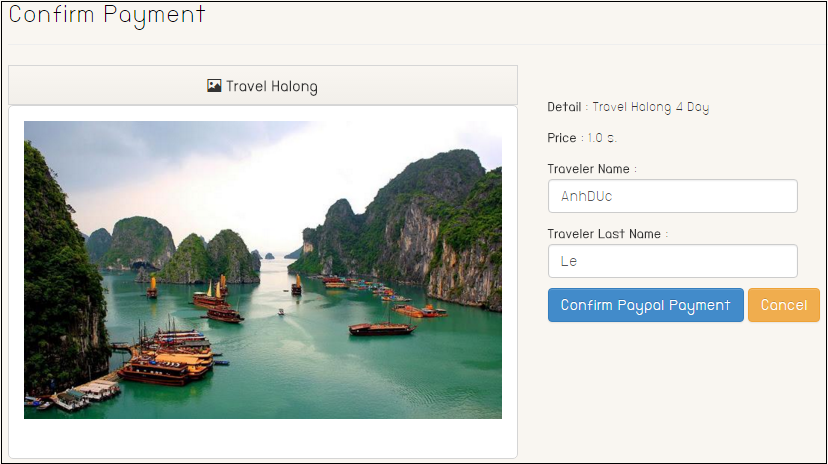 Confirm Payment
Travel Halong
Detail : Travel Halong 4 Day
Price : 1.0 ธ.
Traveler Name :
AnhDUc
Traveler Last Name :
Le
Confirm Paypal Payment
Cancel